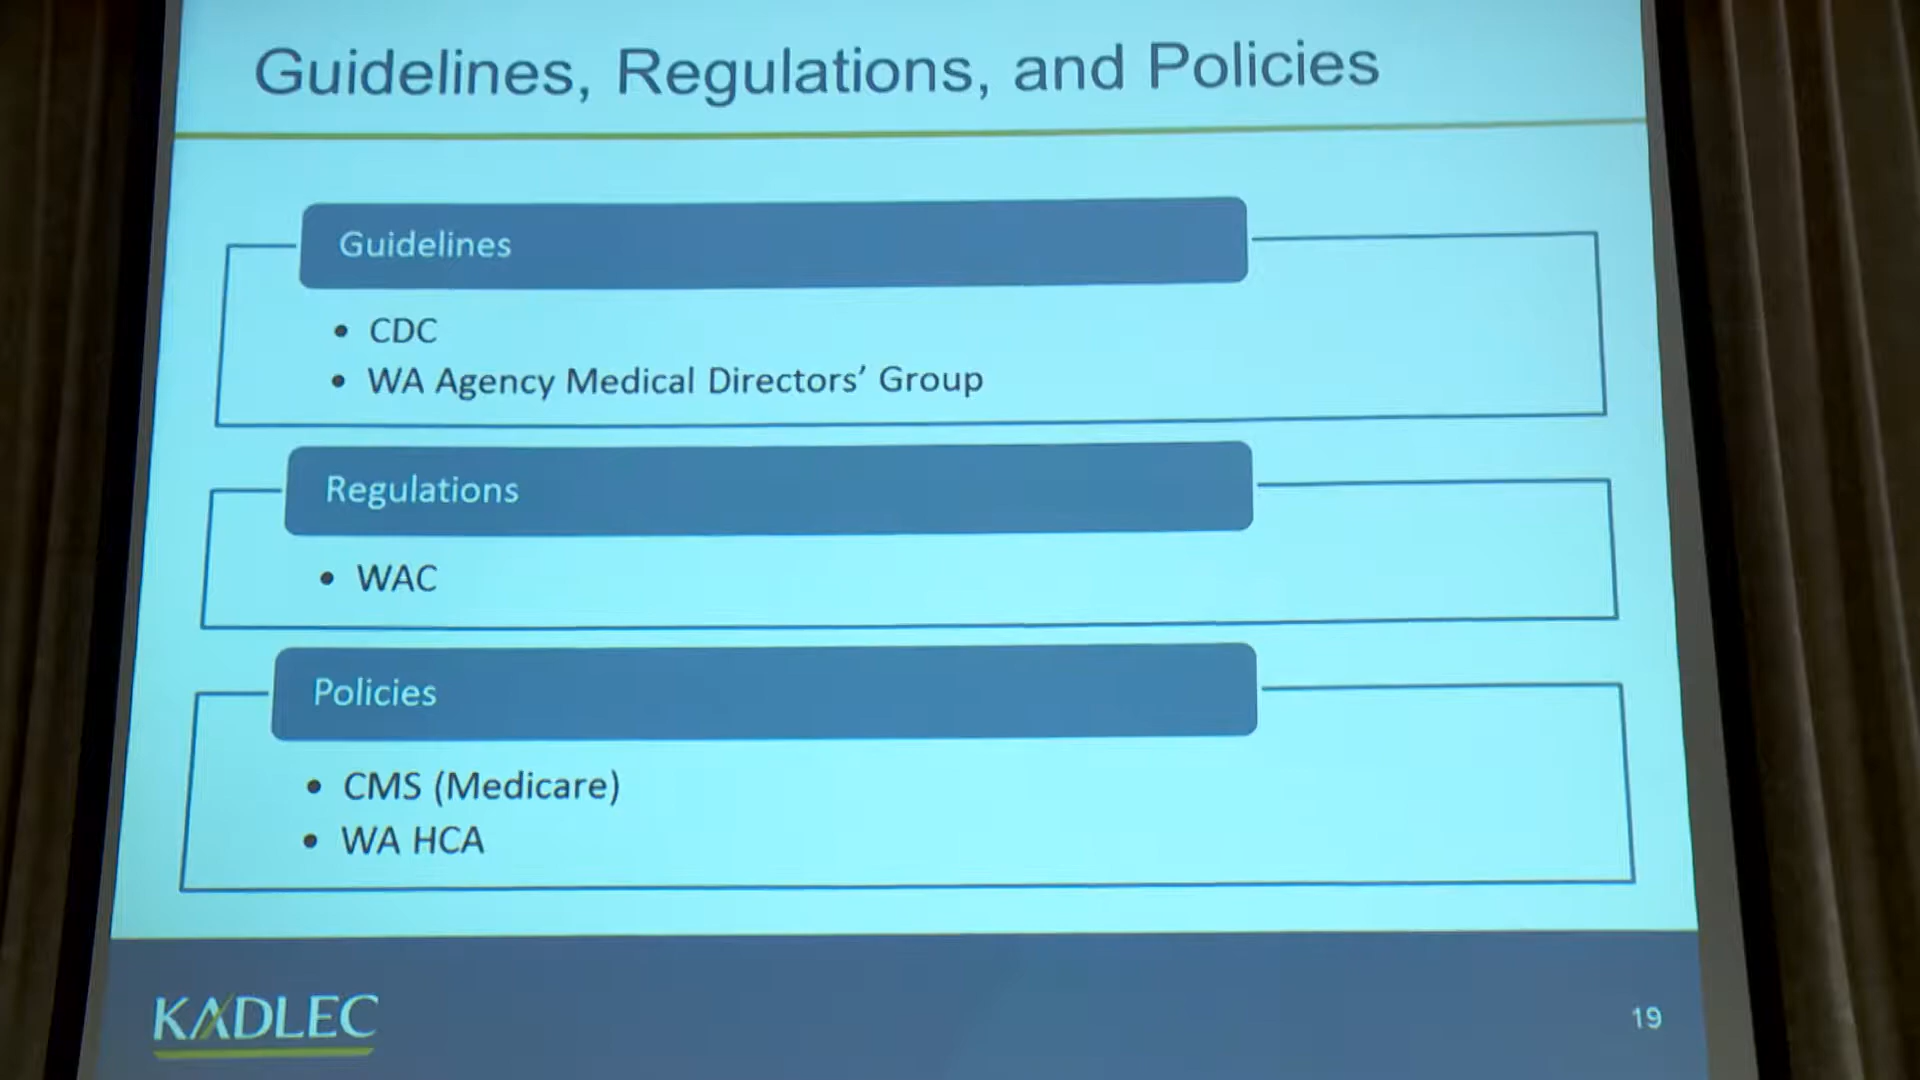 Guidelines, Regulations, and Policies
Guidelines
• CDC
• WA Agency Medical Directors’ Group
Regulations
• WAC
Policies
• CMS (Medicare)
• WA HCA
KADLEC
19